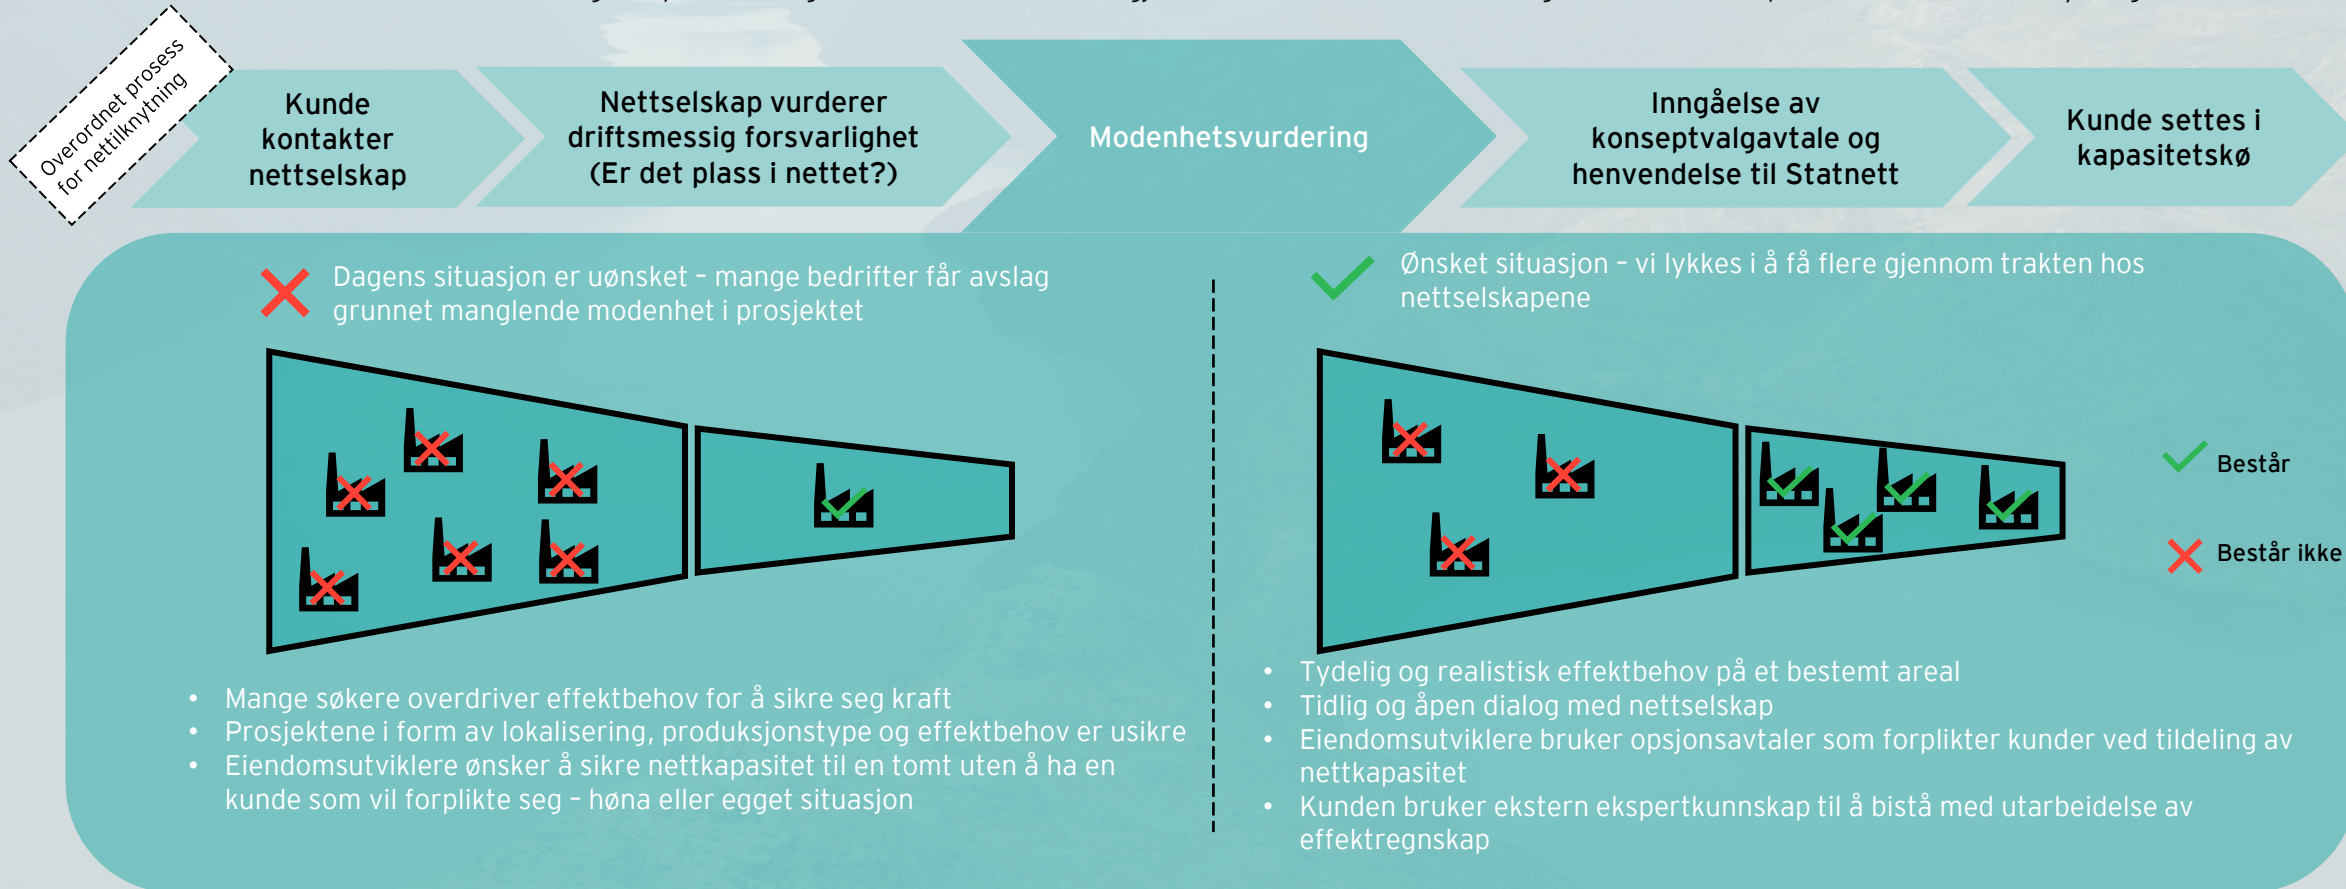 Overordnet prosess
for nettilknytning
Kunde
kontakter
nettselskap
Nettselskap vurderer
driftsmessig forsvarlighet
(Er det plass i nettet?)
Modenhetsvurdering
Inngåelse av
konseptvalgavtale og
henvendelse til Statnett
Kunde settes i
kapasitetskø
Dagens situasjon er uønsket – mange bedrifter får avslag
grunnet manglende modenhet i prosjektet
• Mange søkere overdriver effektbehov for å sikre seg kraft
• Prosjektene i form av lokalisering, produksjonstype og effektbehov er usikre
• Eiendomsutviklere ønsker å sikre nettkapasitet til en tomt uten å ha en
kunde som vil forplikte seg – høna eller egget situasjon
Ønsket situasjon – vi lykkes i å få flere gjennom trakten hos
nettselskapene
Består
Består ikke
• Tydelig og realistisk effektbehov på et bestemt areal
• Tidlig og åpen dialog med nettselskap
• Eiendomsutviklere bruker opsjonsavtaler som forplikter kunder ved tildeling av
nettkapasitet
• Kunden bruker ekstern ekspertkunnskap til å bistå med utarbeidelse av
effektregnskap